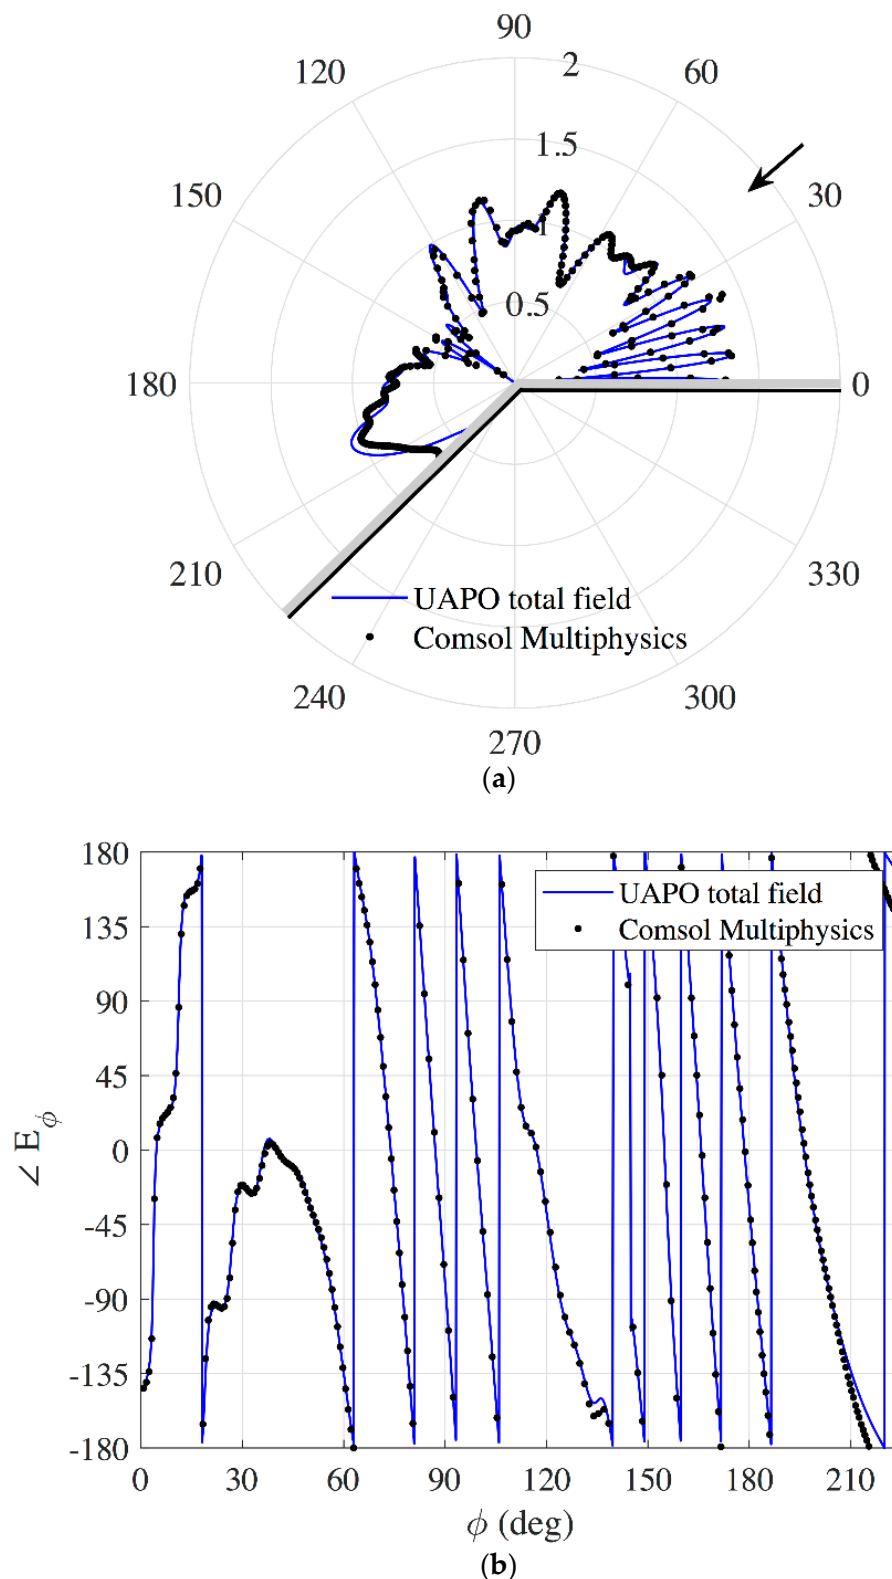 90
120
2
60
1.5
150
30
1
0.5
180
0
210
330
UAPO total field
Comsol Multiphysics
240
300
270
(a)
180
UAPO total field
135
Comsol Multiphysics
90
45
0
-45
-90
-135
-180
∠ E_ϕ
0 30 60 90 120 150 180 210
ϕ (deg)
(b)